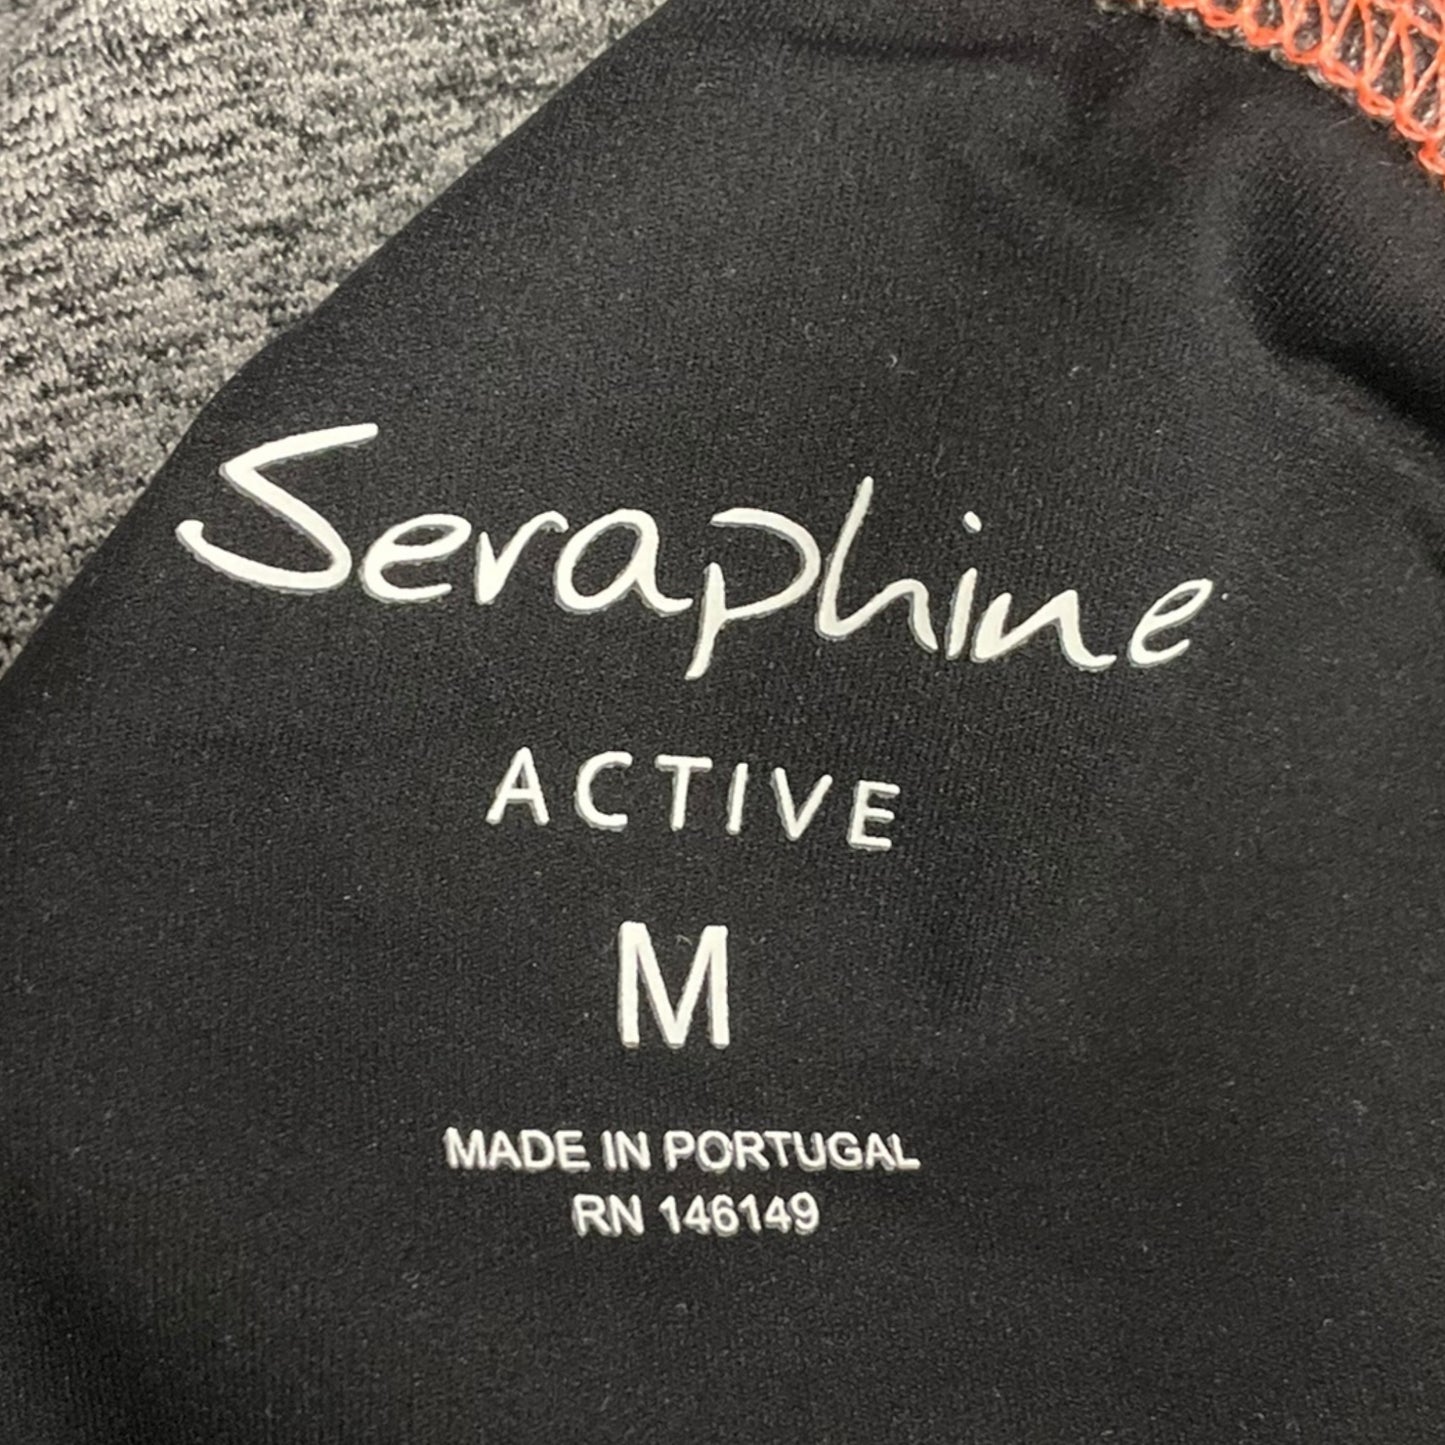 Seraphine
ACTIVE
M
MADE IN PORTUGAL
RN 146149